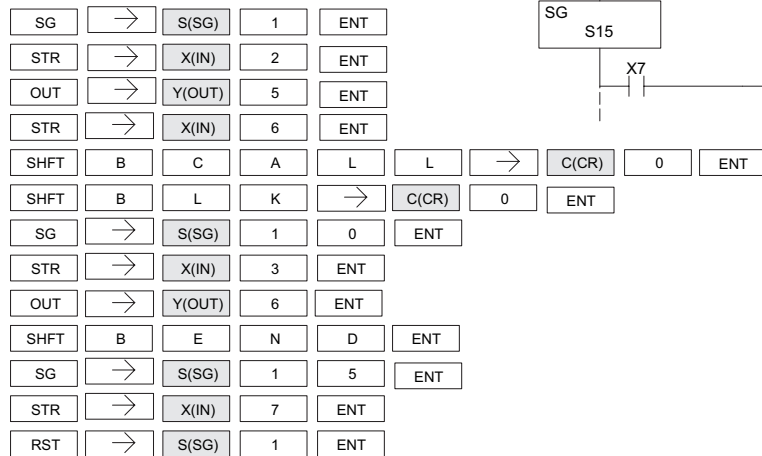 SG → S(SG) 1 ENT
STR → X(IN) 2 ENT
OUT → Y(OUT) 5 ENT
STR → X(IN) 6 ENT
SHFT B C A L L → C(CR) 0 ENT
SHFT B L K → C(CR) 0 ENT
SG → S(SG) 1 0 ENT
STR → X(IN) 3 ENT
OUT → Y(OUT) 6 ENT
SHFT B E N D ENT
SG → S(SG) 1 5 ENT
STR → X(IN) 7 ENT
RST → S(SG) 1 ENT
SG
S15
X7